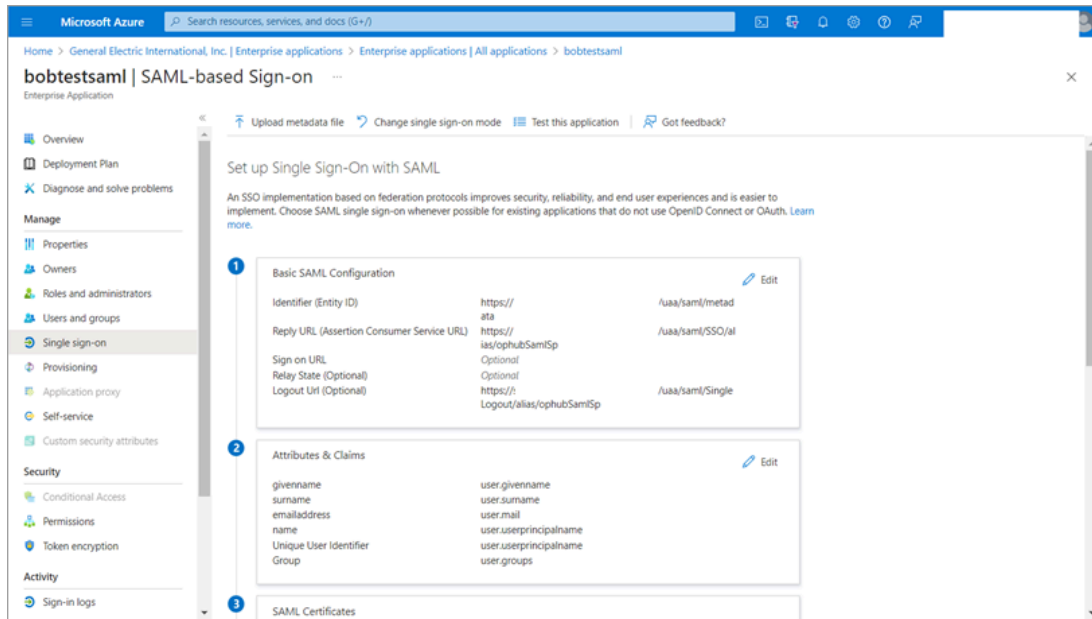 Microsoft Azure
Search resources, services, and docs (G+/)
Home > General Electric International, Inc. | Enterprise applications > Enterprise applications | All applications > bobtestsaml
bobtestsaml | SAML-based Sign-on ...
Enterprise Application
Upload metadata file Change single sign-on mode Test this application | Got feedback?
Overview
Deployment Plan
Diagnose and solve problems
Manage
Properties
Owners
Roles and administrators
Users and groups
Single sign-on
Provisioning
Application proxy
Self-service
Custom security attributes
Security
Conditional Access
Permissions
Token encryption
Activity
Sign-in logs
Set up Single Sign-On with SAML
An SSO implementation based on federation protocols improves security, reliability, and end user experiences and is easier to
implement. Choose SAML single sign-on whenever possible for existing applications that do not use OpenID Connect or OAuth. Learn
more.
1
Basic SAML Configuration
Edit
Identifier (Entity ID) https:// /uaa/saml/metad
ata
Reply URL (Assertion Consumer Service URL) https:// /uaa/saml/SSO/al
ias/ophubSamlSp
Sign on URL Optional
Relay State (Optional) Optional
Logout Url (Optional) https:// /uaa/saml/Single
Logout/alias/ophubSamlSp
2
Attributes & Claims
Edit
givenname user.givenname
surname user.surname
emailaddress user.mail
name user.userprincipalname
Unique User Identifier user.userprincipalname
Group user.groups
3
SAML Certificates